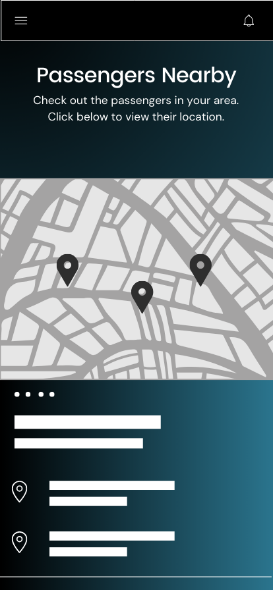 Passengers Nearby
Check out the passengers in your area.
Click below to view their location.